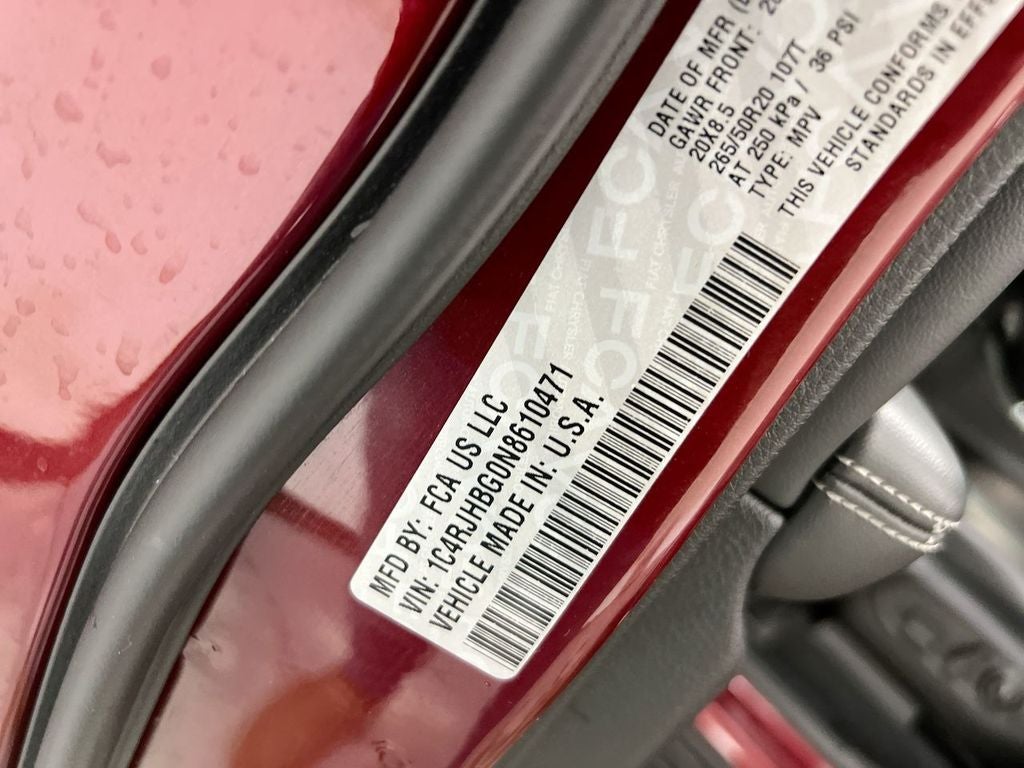 MFD BY: FCA US LLC
VIN: 1C4RJHBG0N8610471
VEHICLE MADE IN: U.S.A.
DATE OF MFR
GAWR FRONT:
20X8.5
265/50R20 107T
AT 250 kPa / 36 PSI
TYPE: MPV
THIS VEHICLE CONFORMS
STANDARDS IN